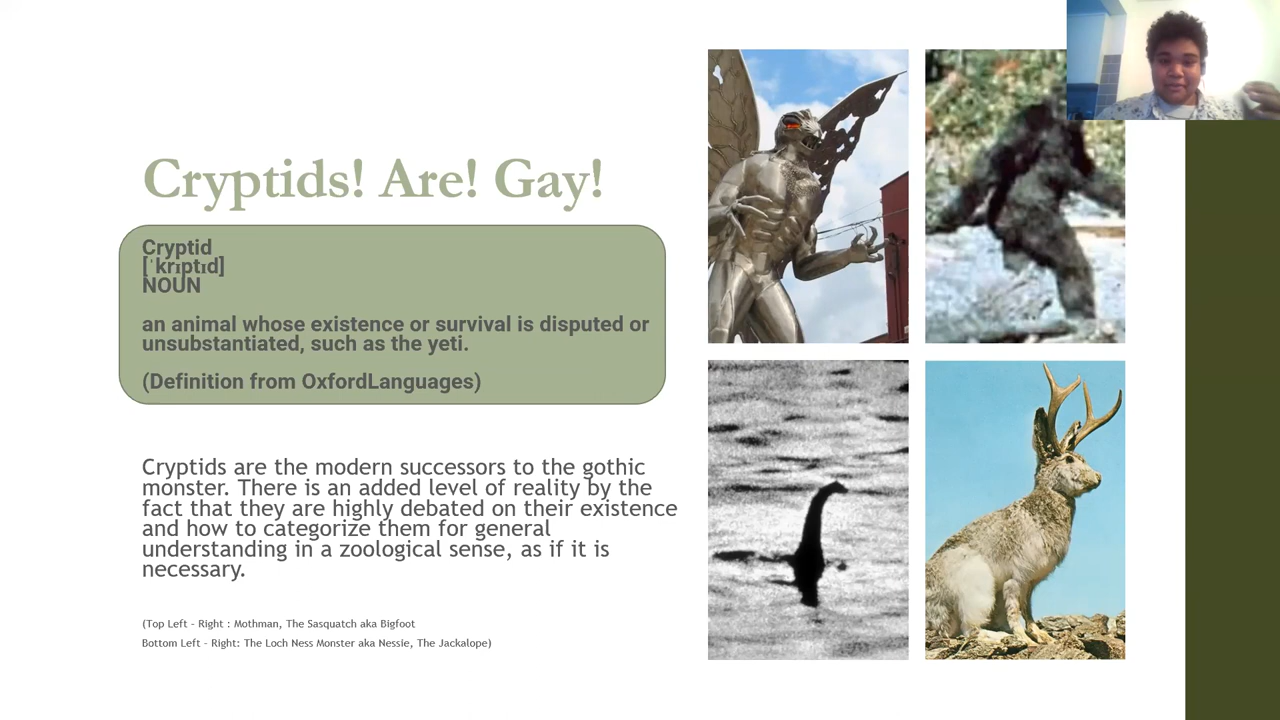 Cryptids! Are! Gay!
Cryptid
[ˈkrɪptɪd]
NOUN
an animal whose existence or survival is disputed or
unsubstantiated, such as the yeti.
(Definition from OxfordLanguages)
Cryptids are the modern successors to the gothic
monster. There is an added level of reality by the
fact that they are highly debated on their existence
and how to categorize them for general
understanding in a zoological sense, as if it is
necessary.
(Top Left - Right : Mothman, The Sasquatch aka Bigfoot
Bottom Left - Right: The Loch Ness Monster aka Nessie, The Jackalope)